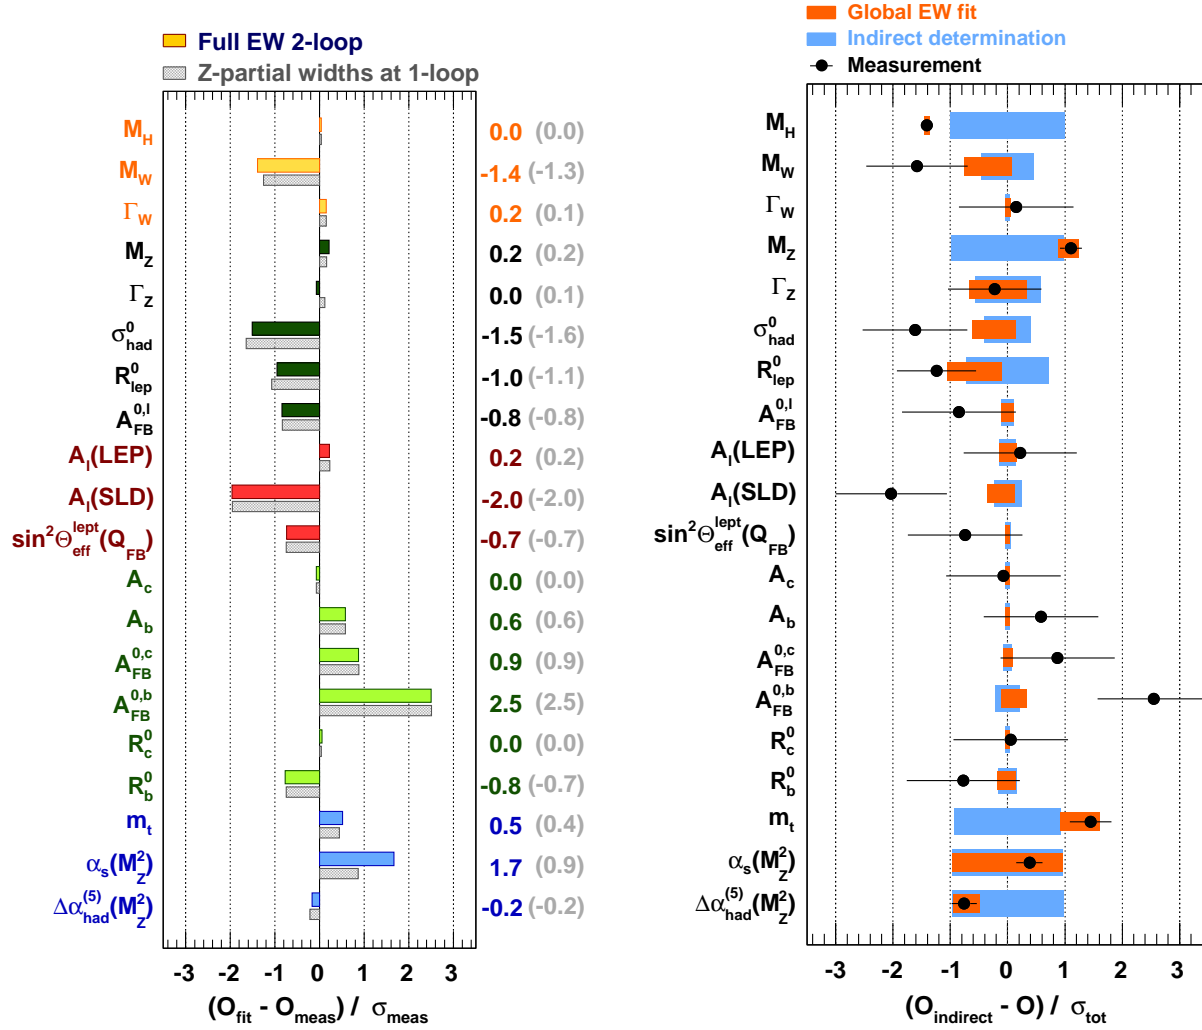 Full EW 2-loop
Z-partial widths at 1-loop
M_H 0.0 (0.0)
M_W -1.4 (-1.3)
Γ_W 0.2 (0.1)
M_Z 0.2 (0.2)
Γ_Z 0.0 (0.1)
σ^0_had -1.5 (-1.6)
R^0_lep -1.0 (-1.1)
A^0,l_FB -0.8 (-0.8)
A_l(LEP) 0.2 (0.2)
A_l(SLD) -2.0 (-2.0)
sin²Θ^lept_eff(Q_FB) -0.7 (-0.7)
A_c 0.0 (0.0)
A_b 0.6 (0.6)
A^0,c_FB 0.9 (0.9)
A^0,b_FB 2.5 (2.5)
R^0_c 0.0 (0.0)
R^0_b -0.8 (-0.7)
m_t 0.5 (0.4)
α_s(M²_Z) 1.7 (0.9)
Δα^(5)_had(M²_Z) -0.2 (-0.2)
-3 -2 -1 0 1 2 3
(O_fit - O_meas) / σ_meas
Global EW fit
Indirect determination
Measurement
M_H
M_W
Γ_W
M_Z
Γ_Z
σ^0_had
R^0_lep
A^0,l_FB
A_l(LEP)
A_l(SLD)
sin²Θ^lept_eff(Q_FB)
A_c
A_b
A^0,c_FB
A^0,b_FB
R^0_c
R^0_b
m_t
α_s(M²_Z)
Δα^(5)_had(M²_Z)
-3 -2 -1 0 1 2 3
(O_indirect - O) / σ_tot